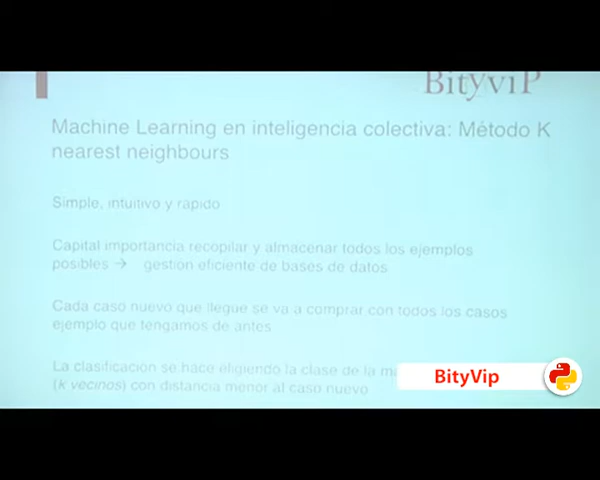 BityviP
Machine Learning en inteligencia colectiva: Método K
nearest neighbours
Simple, intuitivo y rápido
Capital importancia recopilar y almacenar todos los ejemplos
posibles → gestión eficiente de bases de datos
Cada caso nuevo que llegue se va a comprar con todos los casos
ejemplo que tengamos de antes
La clasificación se hace eligiendo la clase de la
(k vecinos) con distancia menor al caso nuevo
BityVip